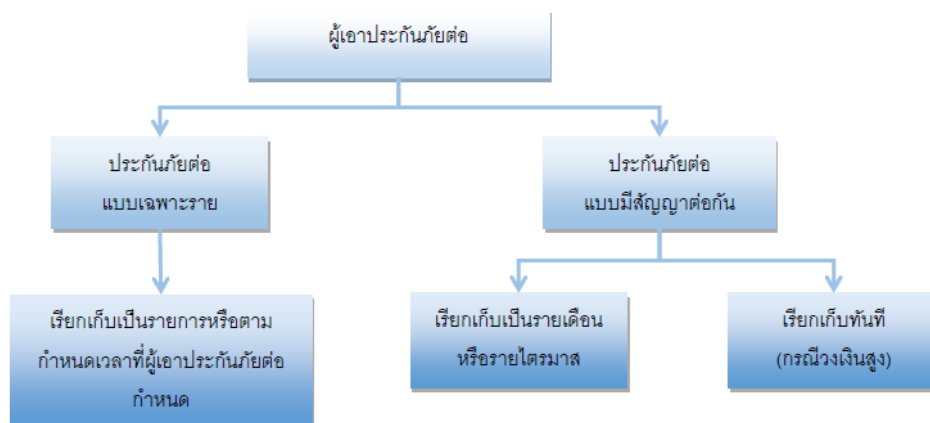 ผู้เอาประกันภัยต่อ
ประกันภัยต่อ
แบบเฉพาะราย
ประกันภัยต่อ
แบบมีสัญญาต่อกัน
เรียกเก็บเป็นรายการหรือตาม
กำหนดเวลาที่ผู้เอาประกันภัยต่อ
กำหนด
เรียกเก็บเป็นรายเดือน
หรือรายไตรมาส
เรียกเก็บทันที
(กรณีวงเงินสูง)